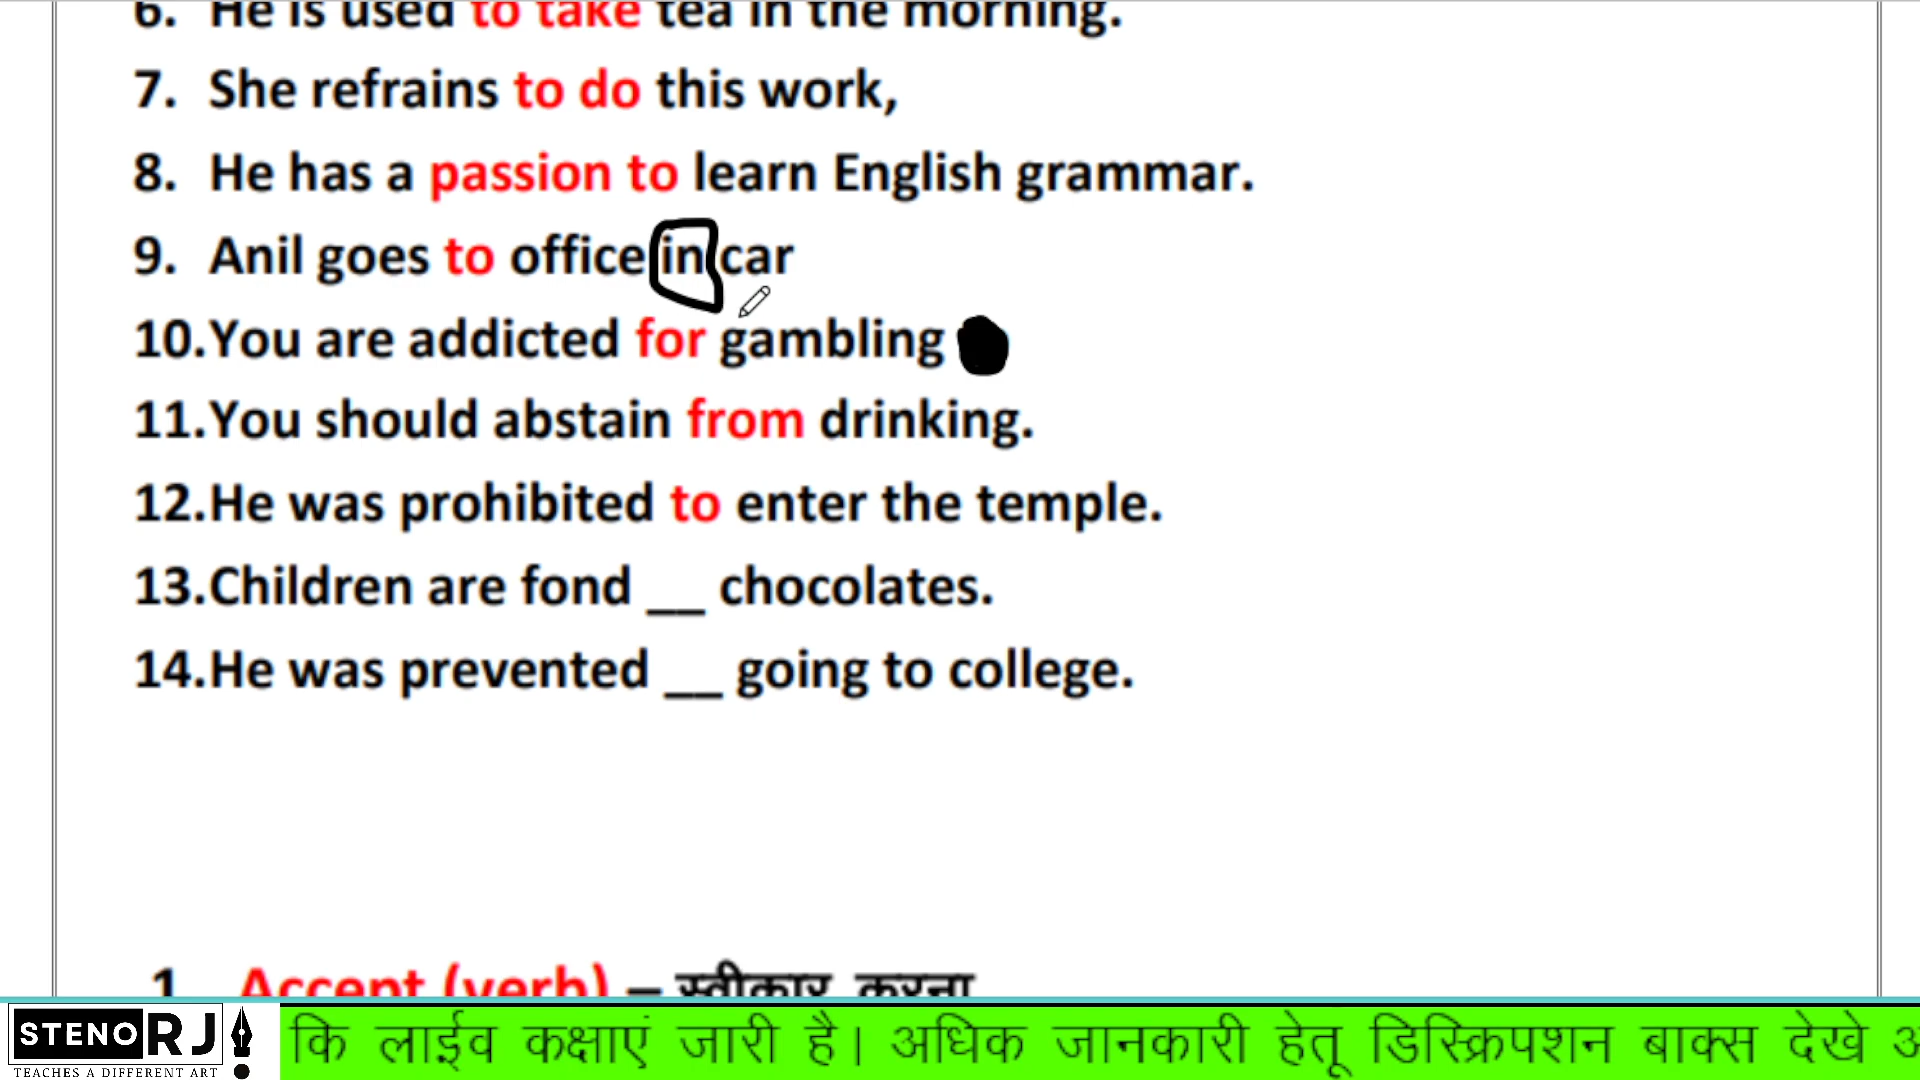 6. He is used to take tea in the morning.
7. She refrains to do this work,
8. He has a passion to learn English grammar.
9. Anil goes to office in car
10.You are addicted for gambling
11.You should abstain from drinking.
12.He was prohibited to enter the temple.
13.Children are fond __ chocolates.
14.He was prevented __ going to college.
1. Accept (verb) – स्वीकार करना
STENO RJ
TEACHES A DIFFERENT ART
कि लाईव कक्षाएं जारी है। अधिक जानकारी हेतू डिस्क्रिपशन बाक्स देखे